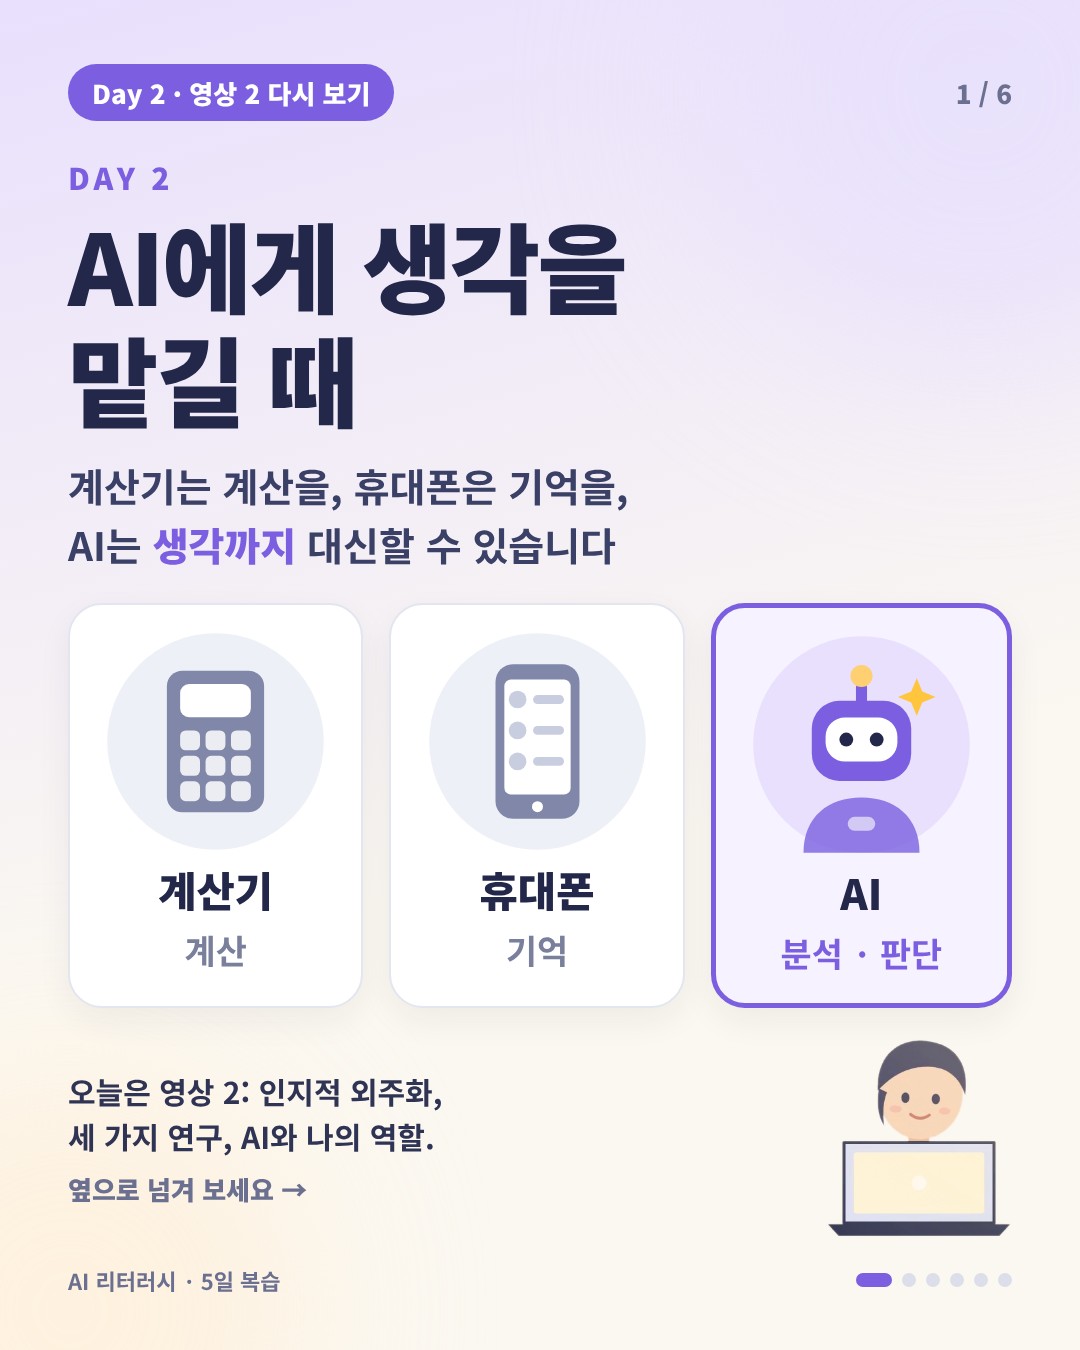 Day 2 · 영상 2 다시 보기
1 / 6
DAY 2
AI에게 생각을
맡길 때
계산기는 계산을, 휴대폰은 기억을,
AI는 생각까지 대신할 수 있습니다
계산기
계산
휴대폰
기억
AI
분석 · 판단
오늘은 영상 2: 인지적 외주화,
세 가지 연구, AI와 나의 역할.
옆으로 넘겨 보세요 →
AI 리터러시 · 5일 복습